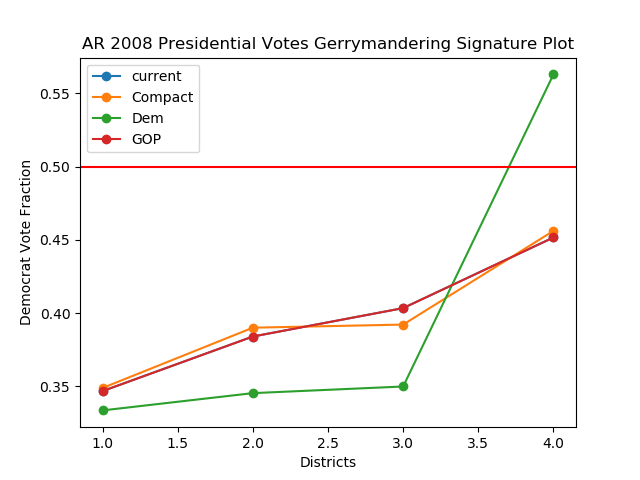 AR 2008 Presidential Votes Gerrymandering Signature Plot
current
Compact
Dem
GOP
0.55
0.50
0.45
0.40
0.35
Democrat Vote Fraction
1.0 1.5 2.0 2.5 3.0 3.5 4.0
Districts